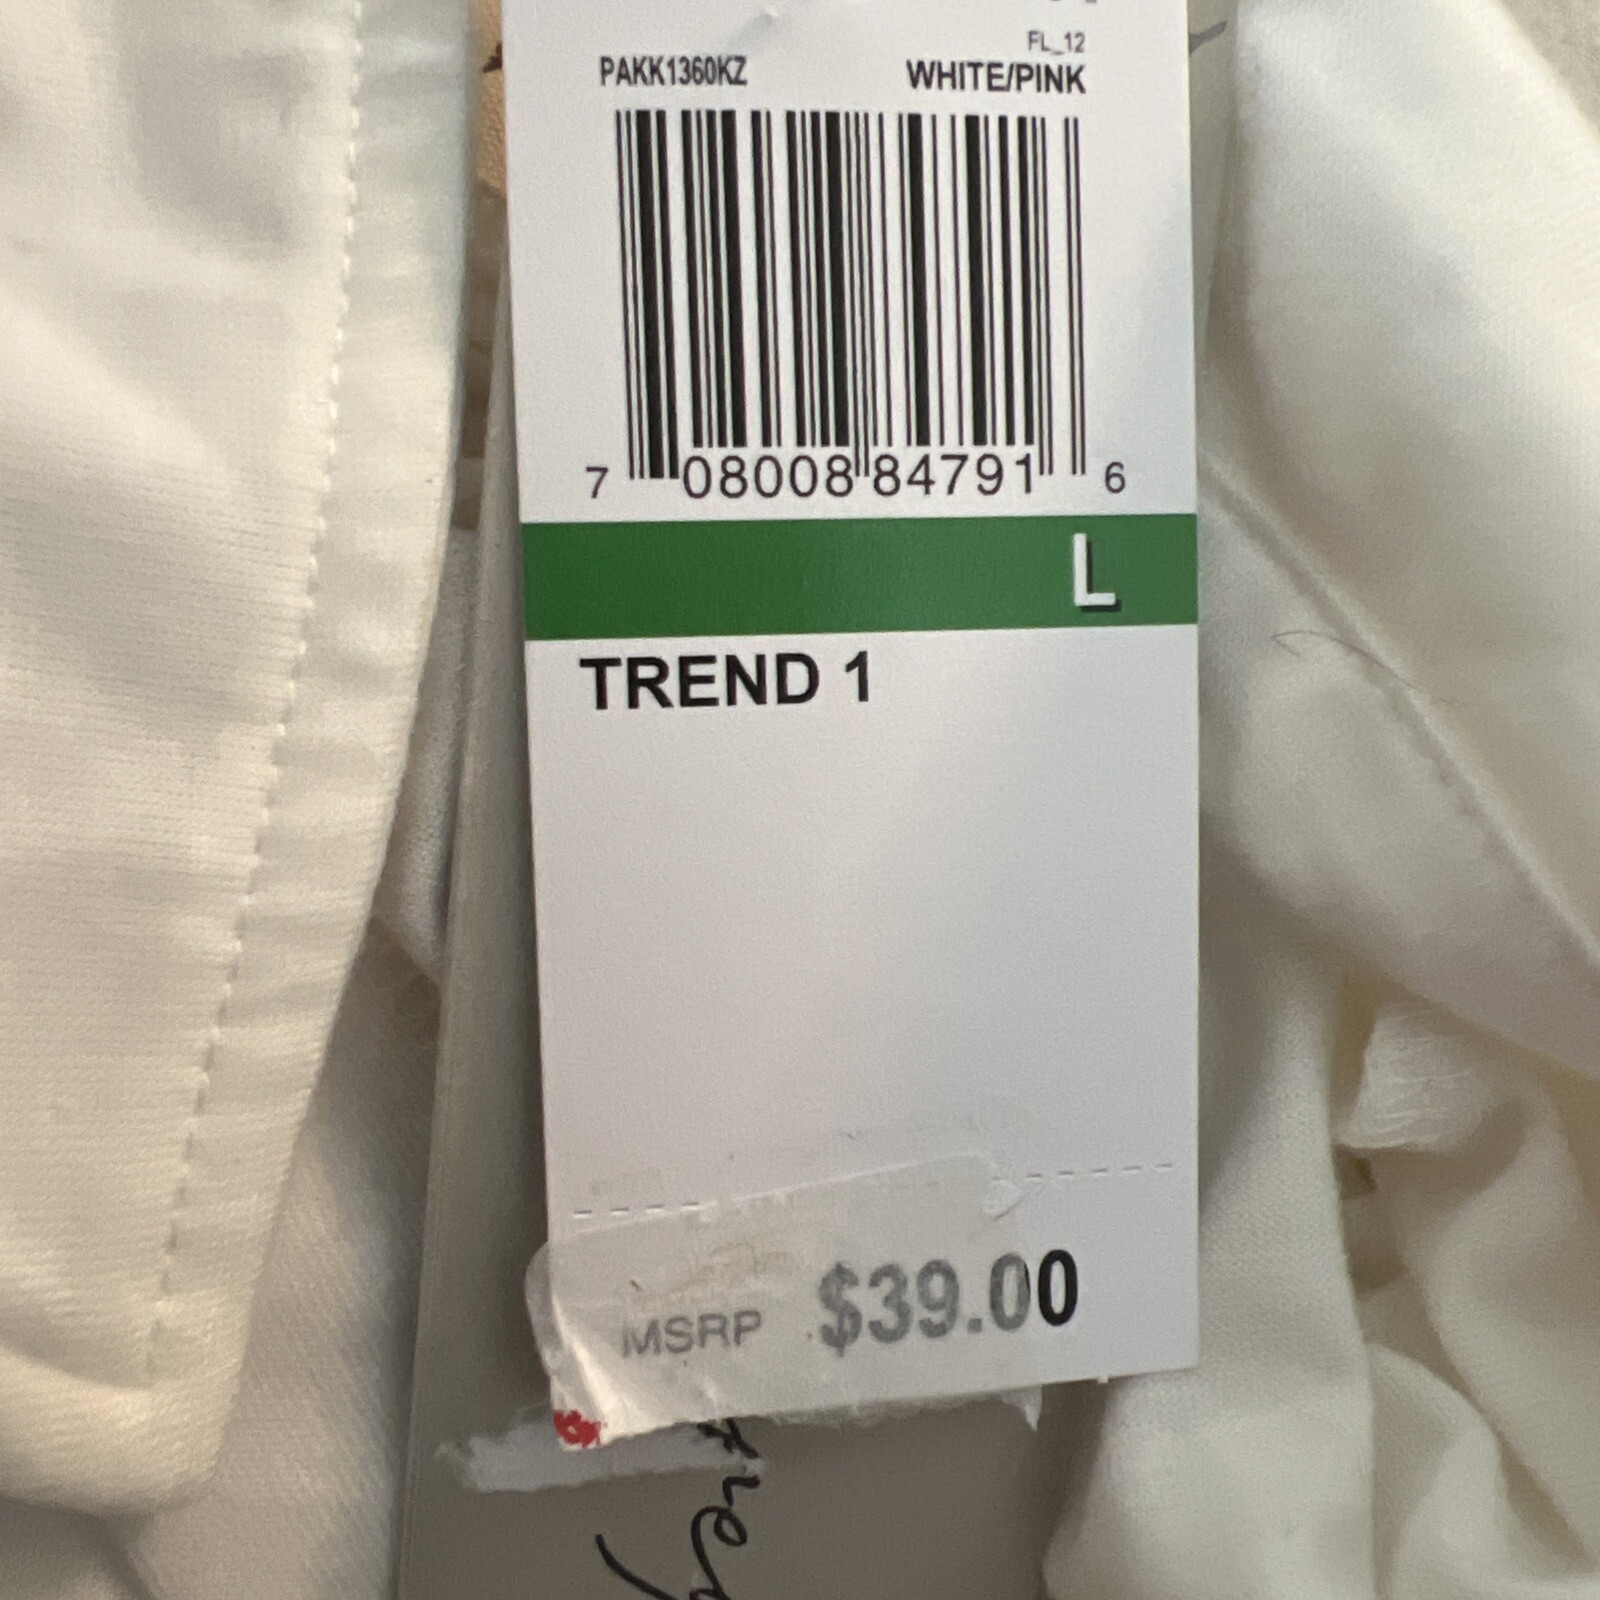 FL_12
PAKK1360KZ WHITE/PINK
7 08008 84791 6
L
TREND 1
MSRP $39.00